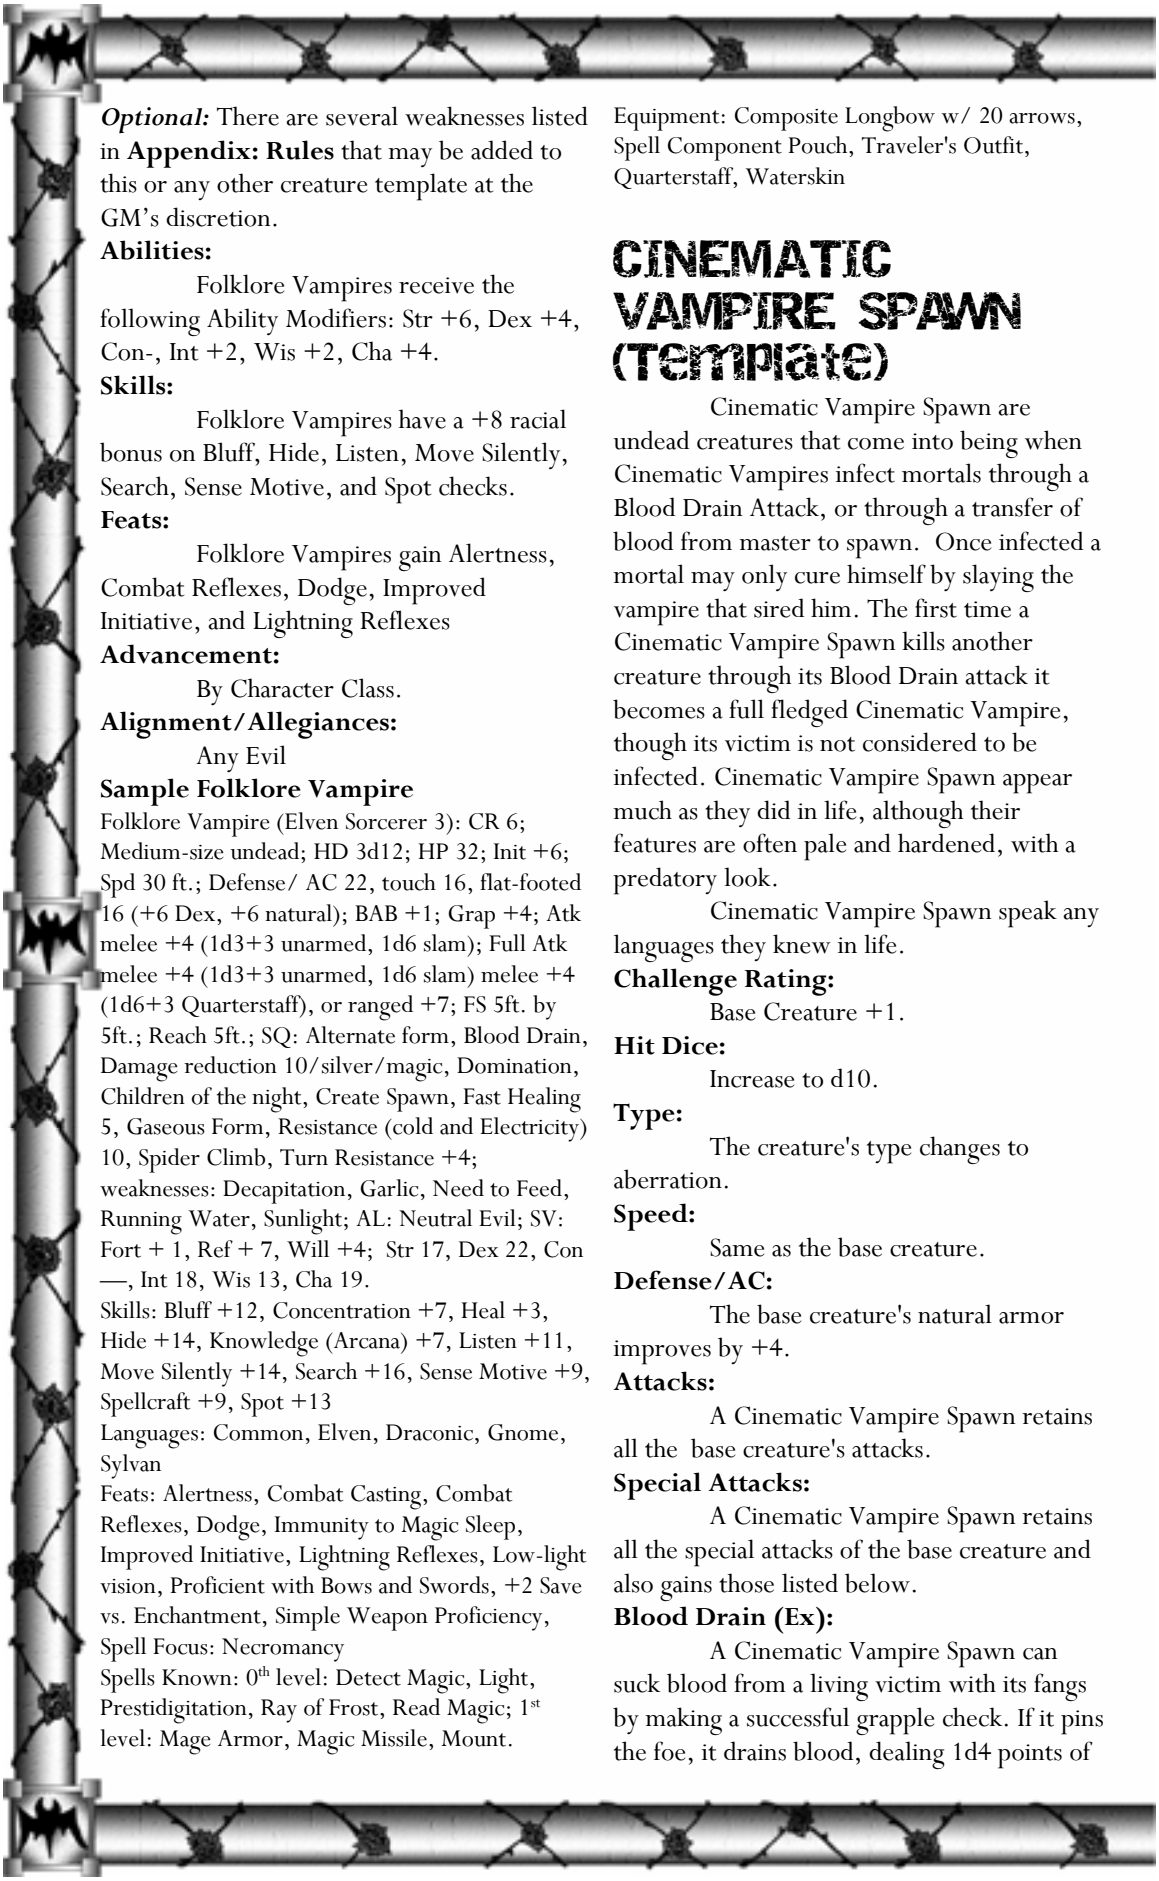 Optional: There are several weaknesses listed
in Appendix: Rules that may be added to
this or any other creature template at the
GM’s discretion.
Abilities:
Folklore Vampires receive the
following Ability Modifiers: Str +6, Dex +4,
Con-, Int +2, Wis +2, Cha +4.
Skills:
Folklore Vampires have a +8 racial
bonus on Bluff, Hide, Listen, Move Silently,
Search, Sense Motive, and Spot checks.
Feats:
Folklore Vampires gain Alertness,
Combat Reflexes, Dodge, Improved
Initiative, and Lightning Reflexes
Advancement:
By Character Class.
Alignment/Allegiances:
Any Evil
Sample Folklore Vampire
Folklore Vampire (Elven Sorcerer 3): CR 6;
Medium-size undead; HD 3d12; HP 32; Init +6;
Spd 30 ft.; Defense/ AC 22, touch 16, flat-footed
16 (+6 Dex, +6 natural); BAB +1; Grap +4; Atk
melee +4 (1d3+3 unarmed, 1d6 slam); Full Atk
melee +4 (1d3+3 unarmed, 1d6 slam) melee +4
(1d6+3 Quarterstaff), or ranged +7; FS 5ft. by
5ft.; Reach 5ft.; SQ: Alternate form, Blood Drain,
Damage reduction 10/silver/magic, Domination,
Children of the night, Create Spawn, Fast Healing
5, Gaseous Form, Resistance (cold and Electricity)
10, Spider Climb, Turn Resistance +4;
weaknesses: Decapitation, Garlic, Need to Feed,
Running Water, Sunlight; AL: Neutral Evil; SV:
Fort + 1, Ref + 7, Will +4;  Str 17, Dex 22, Con
—, Int 18, Wis 13, Cha 19.
Skills: Bluff +12, Concentration +7, Heal +3,
Hide +14, Knowledge (Arcana) +7, Listen +11,
Move Silently +14, Search +16, Sense Motive +9,
Spellcraft +9, Spot +13
Languages: Common, Elven, Draconic, Gnome,
Sylvan
Feats: Alertness, Combat Casting, Combat
Reflexes, Dodge, Immunity to Magic Sleep,
Improved Initiative, Lightning Reflexes, Low-light
vision, Proficient with Bows and Swords, +2 Save
vs. Enchantment, Simple Weapon Proficiency,
Spell Focus: Necromancy
Spells Known: 0th level: Detect Magic, Light,
Prestidigitation, Ray of Frost, Read Magic; 1st
level: Mage Armor, Magic Missile, Mount.
Equipment: Composite Longbow w/ 20 arrows,
Spell Component Pouch, Traveler's Outfit,
Quarterstaff, Waterskin
CINEMATIC
VAMPIRE SPAWN
(Template)
Cinematic Vampire Spawn are
undead creatures that come into being when
Cinematic Vampires infect mortals through a
Blood Drain Attack, or through a transfer of
blood from master to spawn.  Once infected a
mortal may only cure himself by slaying the
vampire that sired him. The first time a
Cinematic Vampire Spawn kills another
creature through its Blood Drain attack it
becomes a full fledged Cinematic Vampire,
though its victim is not considered to be
infected. Cinematic Vampire Spawn appear
much as they did in life, although their
features are often pale and hardened, with a
predatory look.
Cinematic Vampire Spawn speak any
languages they knew in life.
Challenge Rating:
Base Creature +1.
Hit Dice:
Increase to d10.
Type:
The creature's type changes to
aberration.
Speed:
Same as the base creature.
Defense/AC:
The base creature's natural armor
improves by +4.
Attacks:
A Cinematic Vampire Spawn retains
all the  base creature's attacks.
Special Attacks:
A Cinematic Vampire Spawn retains
all the special attacks of the base creature and
also gains those listed below.
Blood Drain (Ex):
A Cinematic Vampire Spawn can
suck blood from a living victim with its fangs
by making a successful grapple check. If it pins
the foe, it drains blood, dealing 1d4 points of